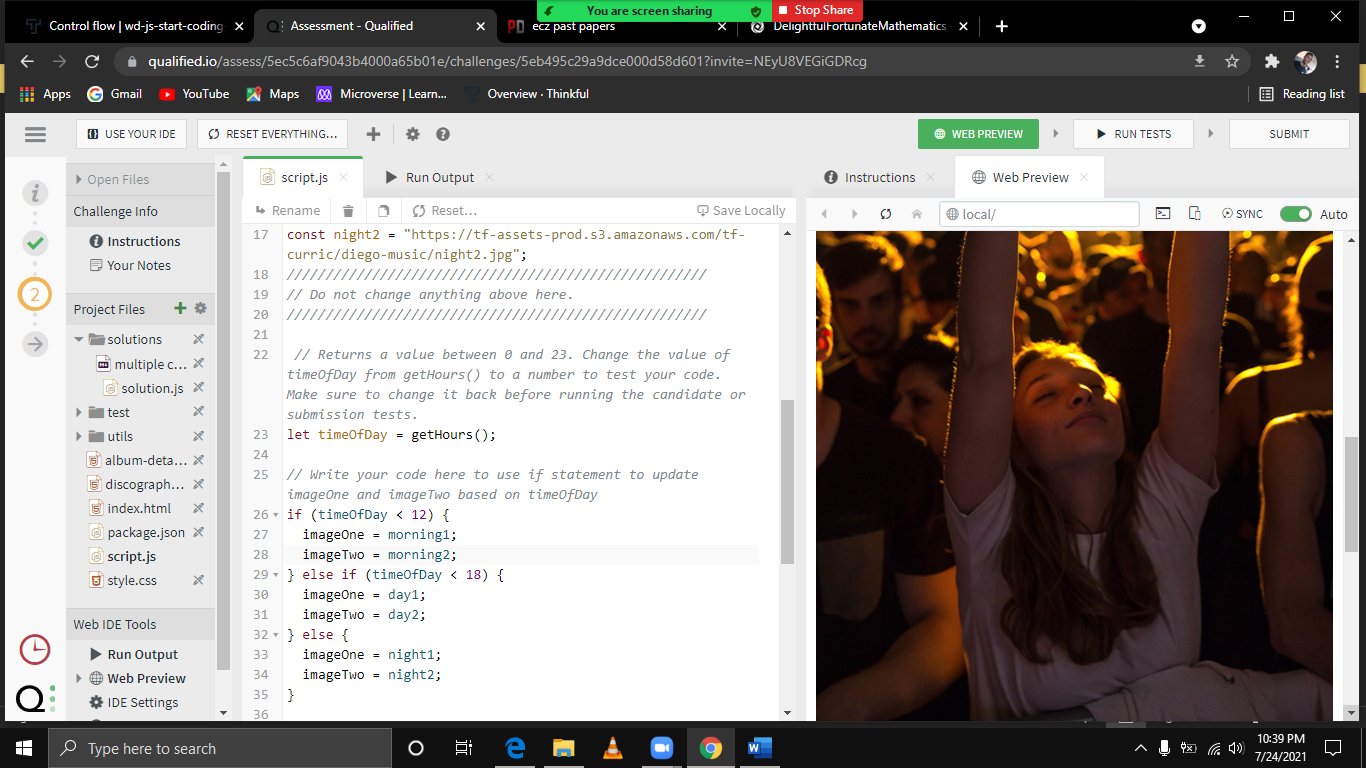 You are screen sharing
Stop Share
Control flow | wd-js-start-coding
Assessment - Qualified
ecz past papers
DelightfulFortunateMathematics
qualified.io/assess/5ec5c6af9043b4000a65b01e/challenges/5eb495c29a9dce000d58d601?invite=NEyU8VEGiGDRcg
Apps
Gmail
YouTube
Maps
Microverse | Learn...
Overview · Thinkful
Reading list
USE YOUR IDE
RESET EVERYTHING...
WEB PREVIEW
RUN TESTS
SUBMIT
Open Files
Challenge Info
Instructions
Your Notes
2
Project Files
solutions
multiple c...
solution.js
test
utils
album-deta...
discograph...
index.html
package.json
script.js
style.css
Web IDE Tools
Run Output
Web Preview
IDE Settings
script.js
Run Output
Rename
Reset...
Save Locally
17 const night2 = "https://tf-assets-prod.s3.amazonaws.com/tf-
curric/diego-music/night2.jpg";
18 //////////////////////////////////////////////////////
19 // Do not change anything above here.
20 //////////////////////////////////////////////////////
21
22 // Returns a value between 0 and 23. Change the value of
timeOfDay from getHours() to a number to test your code.
Make sure to change it back before running the candidate or
submission tests.
23 let timeOfDay = getHours();
24
25 // Write your code here to use if statement to update
imageOne and imageTwo based on timeOfDay
26 if (timeOfDay < 12) {
27 imageOne = morning1;
28 imageTwo = morning2;
29 } else if (timeOfDay < 18) {
30 imageOne = day1;
31 imageTwo = day2;
32 } else {
33 imageOne = night1;
34 imageTwo = night2;
35 }
36
Instructions
Web Preview
local/
SYNC
Auto
Type here to search
10:39 PM
7/24/2021